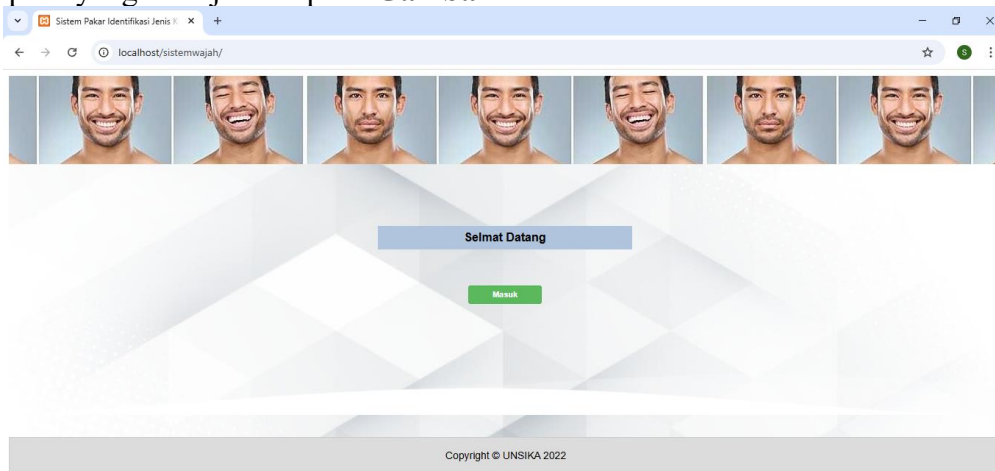 Sistem Pakar Identifikasi Jenis K
localhost/sistemwajah/
S
Selmat Datang
Masuk
Copyright © UNSIKA 2022